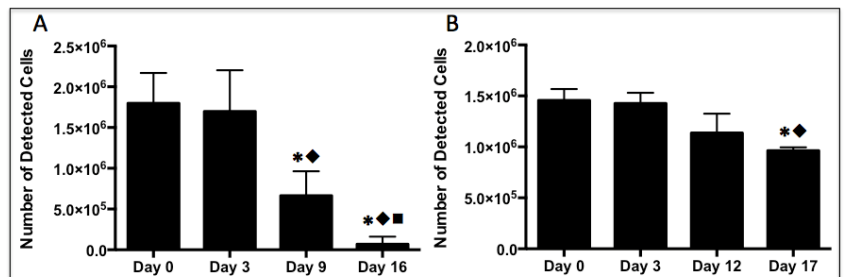 A
Number of Detected Cells
2.5×10⁶
2.0×10⁶
1.5×10⁶
1.0×10⁶
5.0×10⁵
0.0
*◆
*◆■
Day 0 Day 3 Day 9 Day 16
B
Number of Detected Cells
2.0×10⁶
1.5×10⁶
1.0×10⁶
5.0×10⁵
0.0
*◆
Day 0 Day 3 Day 12 Day 17